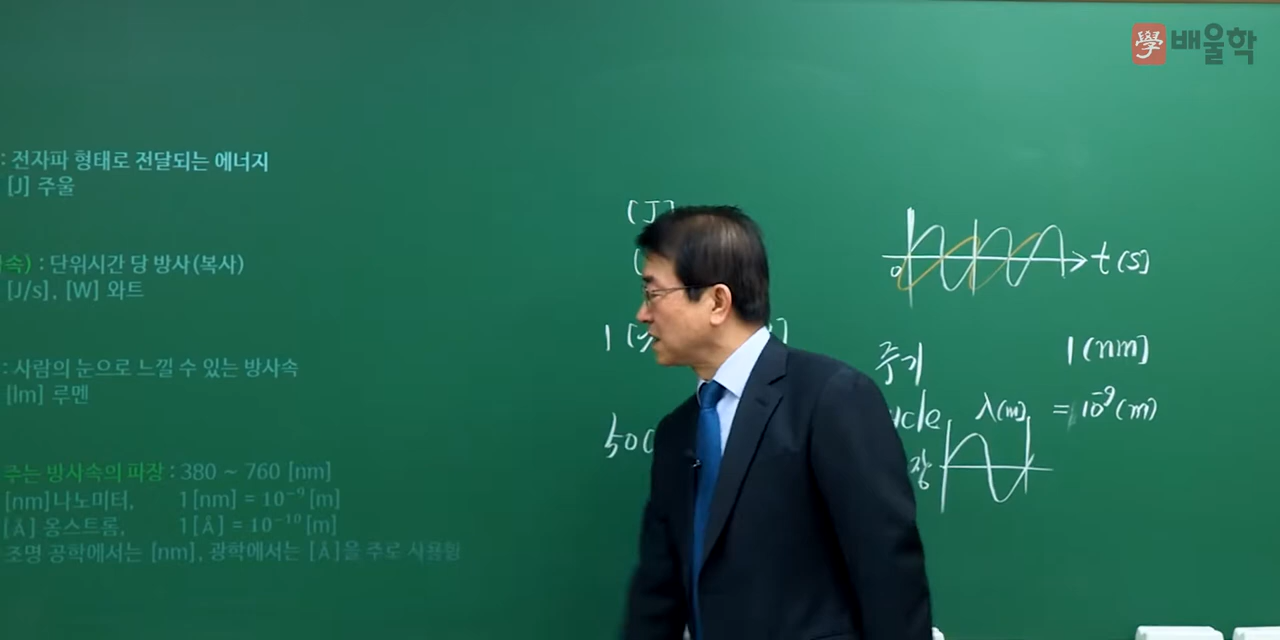 學 배울학
: 전자파 형태로 전달되는 에너지
[J] 주울
속) : 단위시간 당 방사(복사)
[J/s], [W] 와트
: 사람의 눈으로 느낄 수 있는 방사속
[lm] 루멘
주는 방사속의 파장 : 380 ~ 760 [nm]
[nm]나노미터, 1[nm] = 10⁻⁹[m]
[Å] 옹스트롬, 1[Å] = 10⁻¹⁰[m]
조명 공학에서는 [nm], 광학에서는 [Å]을 주로 사용함
[J]
1 [
500
0 t [s]
주기
cle
장
λ(m)
1 [nm]
= 10⁻⁹ (m)